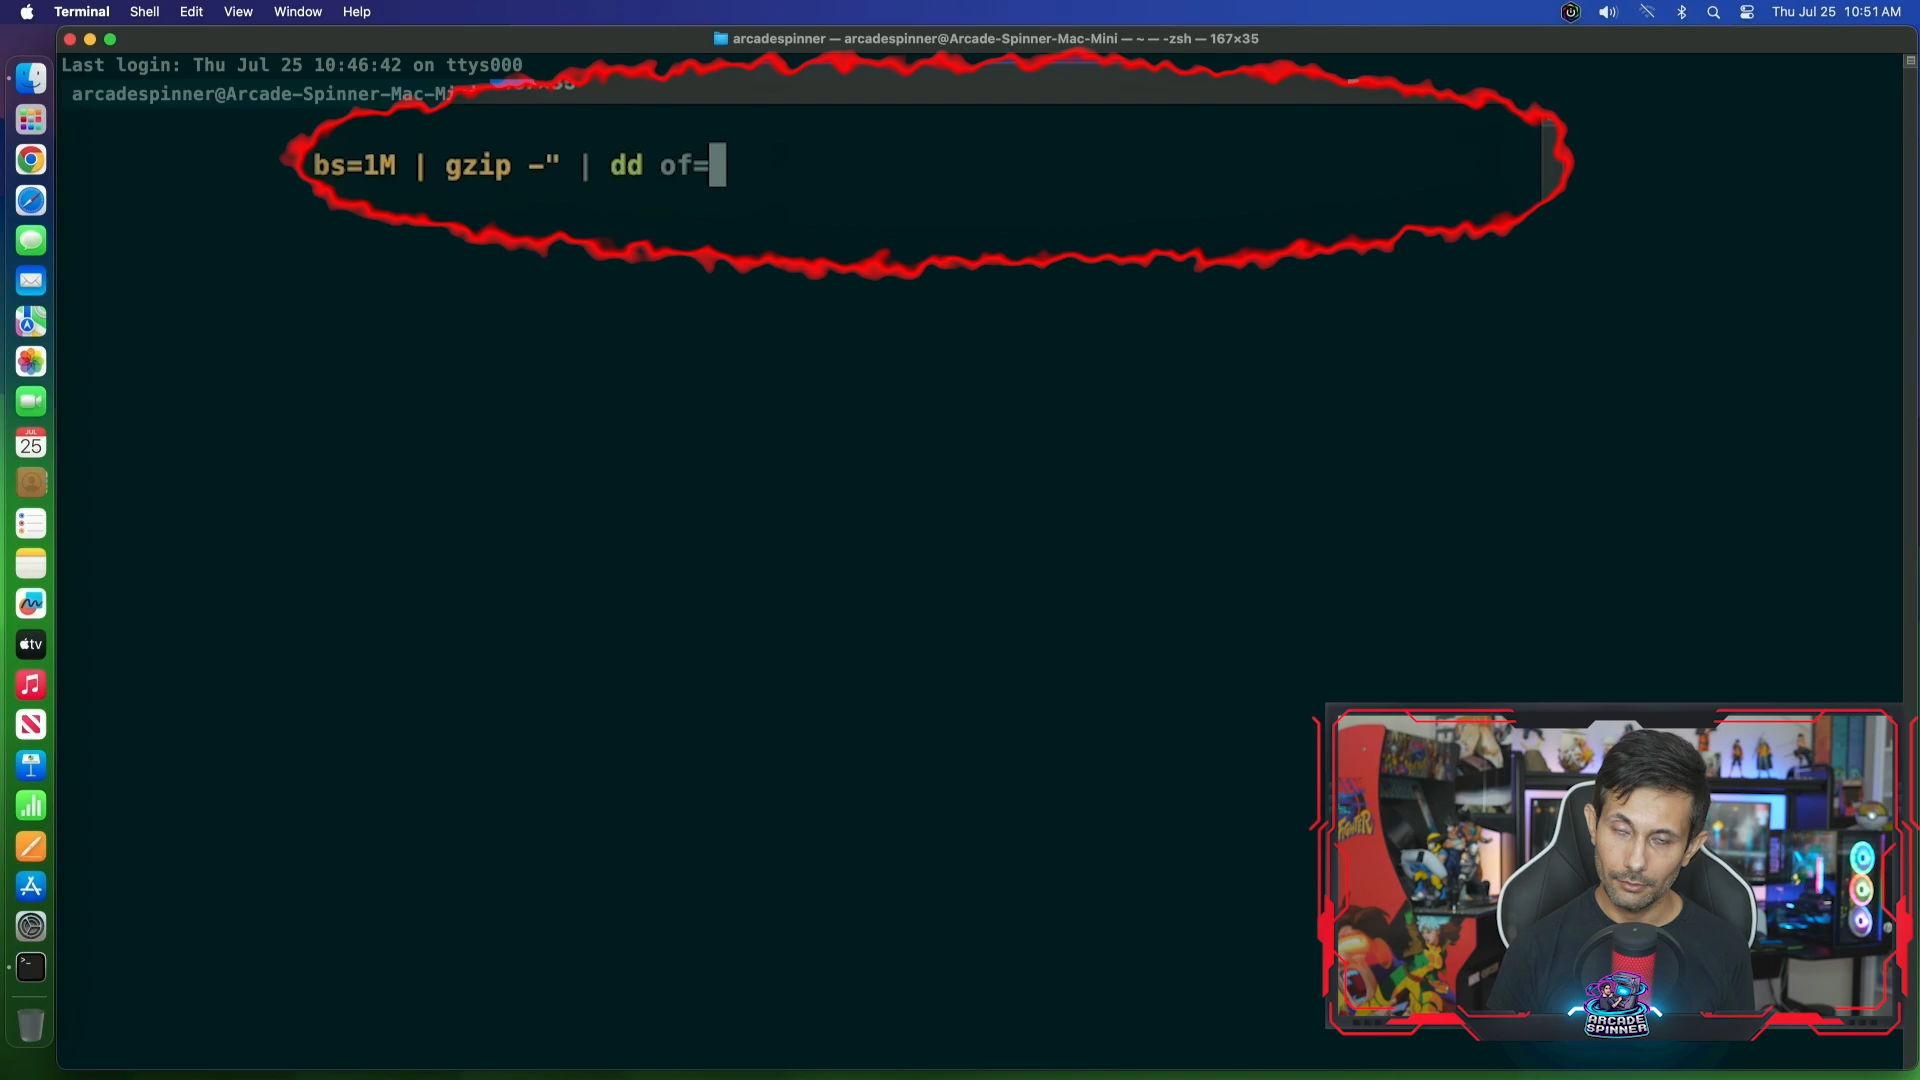 Terminal Shell Edit View Window Help Thu Jul 25 10:51 AM
arcadespinner — arcadespinner@Arcade-Spinner-Mac-Mini — ~ — -zsh — 167×35
Last login: Thu Jul 25 10:46:42 on ttys000
arcadespinner@Arcade-Spinner-Mac-Mi
bs=1M | gzip -" | dd of=
JUL
25
tv
FIGHTER
ARCADE
SPINNER